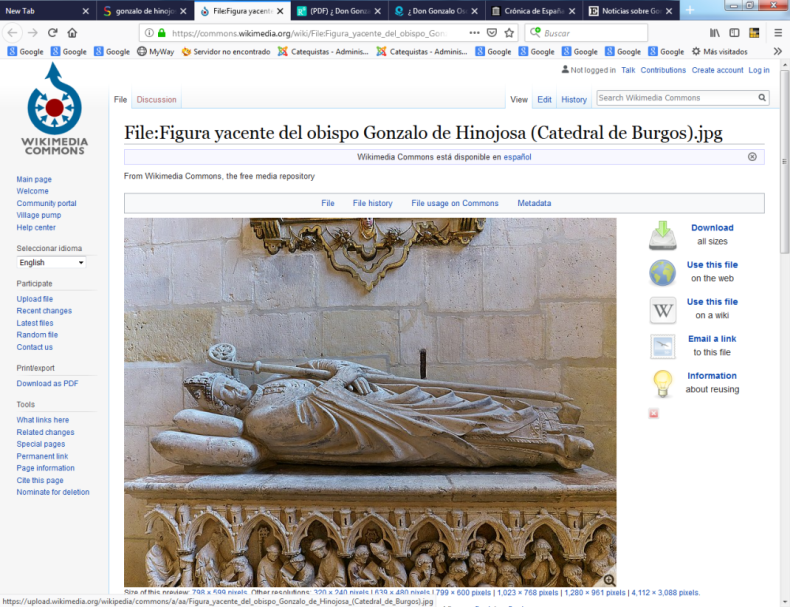 New Tab
gonzalo de hinojo
File:Figura yacente
(PDF) ¿ Don Gonza
¿ Don Gonzalo Os
Crónica de España
Noticias sobre Go
https://commons.wikimedia.org/wiki/File:Figura_yacente_del_obispo_Gon
Buscar
Google
Google
Google
MyWay
Servidor no encontrado
Catequistas - Adminis...
Catequistas - Adminis...
Google
Google
Google
Google
Google
Más visitados
Not logged in Talk Contributions Create account Log in
File Discussion View Edit History Search Wikimedia Commons
WIKIMEDIA
COMMONS
File:Figura yacente del obispo Gonzalo de Hinojosa (Catedral de Burgos).jpg
Wikimedia Commons está disponible en español
From Wikimedia Commons, the free media repository
File File history File usage on Commons Metadata
Main page
Welcome
Community portal
Village pump
Help center
Seleccionar idioma
English
Participate
Upload file
Recent changes
Latest files
Random file
Contact us
Print/export
Download as PDF
Tools
What links here
Related changes
Special pages
Permanent link
Page information
Cite this page
Nominate for deletion
Download
all sizes
Use this file
on the web
W
Use this file
on a wiki
Email a link
to this file
Information
about reusing
Size of this preview: 798 × 599 pixels. Other resolutions: 320 × 240 pixels | 639 × 480 pixels | 799 × 600 pixels | 1,023 × 768 pixels | 1,280 × 961 pixels | 4,112 × 3,088 pixels.
https://upload.wikimedia.org/wikipedia/commons/a/aa/Figura_yacente_del_obispo_Gonzalo_de_Hinojosa_(Catedral_de_Burgos).jpg